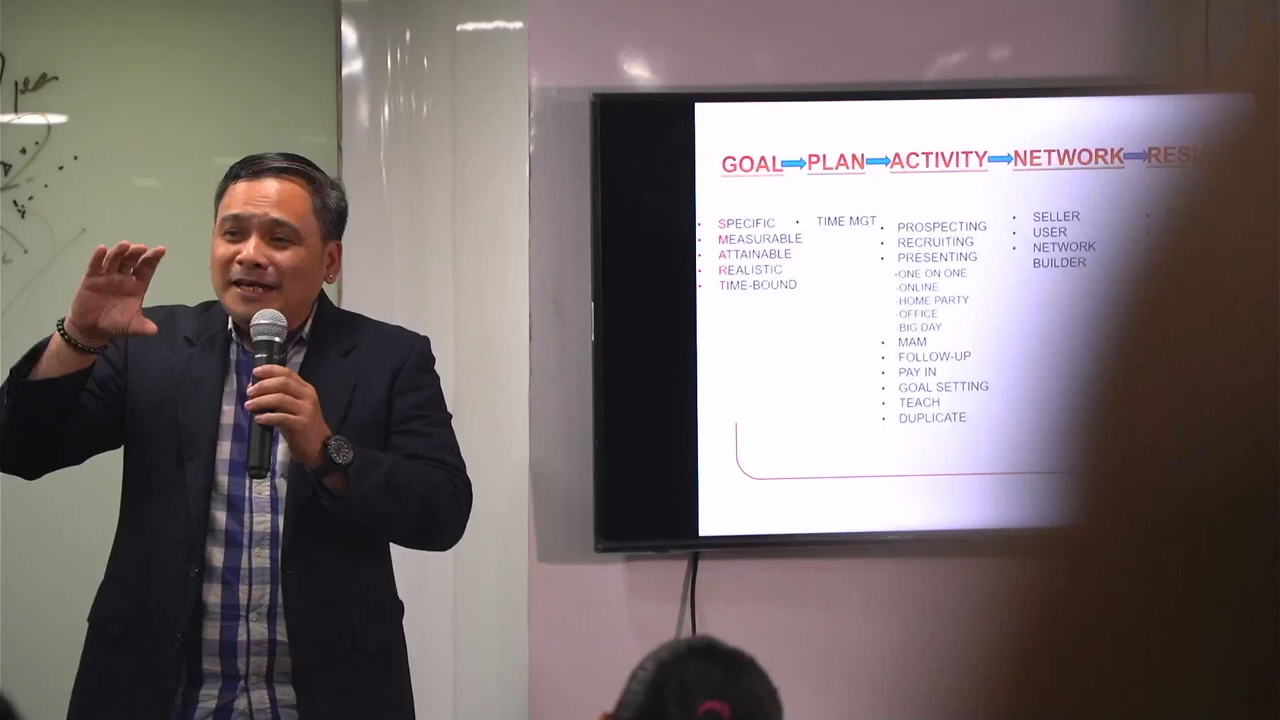 GOAL PLAN ACTIVITY NETWORK
• SPECIFIC
• MEASURABLE
• ATTAINABLE
• REALISTIC
• TIME-BOUND
• TIME MGT
• PROSPECTING
• RECRUITING
• PRESENTING
-ONE ON ONE
-ONLINE
-HOME PARTY
-OFFICE
BIG DAY
• MAM
• FOLLOW-UP
• PAY IN
• GOAL SETTING
• TEACH
• DUPLICATE
• SELLER
• USER
• NETWORK
BUILDER